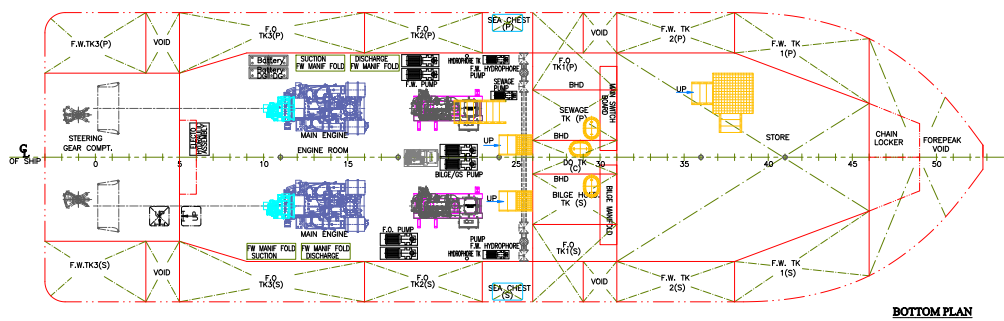 F.W.TK3(P)
VOID
F.O
TK3(P)
F.O
TK2(P)
SEA CHEST
(P)
VOID
F.W. TK
2(P)
F.W. TK
1(P)
Battery
Battery
SUCTION
FW MANIF FOLD
DISCHARGE
FW MANIF FOLD
F.W. PUMP
HYDROPHORE TK
F.W. HYDROPHORE
PUMP
SEWAGE
PUMP
F.O
TK1(P)
BHD
MAIN SWITCH
BOARD
UP
SEWAGE
TK (P)
STEERING
GEAR COMPT.
MAIN ENGINE
ENGINE ROOM
UP
BHD
STORE
CHAIN
LOCKER
FOREPEAK
VOID
℄
OF SHIP
0
5
10
15
20
25
30
35
40
45
50
BILGE/GS PUMP
DO TK
(C)
BHD
BILGE HOLD.
TK (S)
BILGE MANIFOLD
UP
UP
MAIN ENGINE
F.O. PUMP
FW MANIF FOLD
SUCTION
FW MANIF FOLD
DISCHARGE
PUMP
F.W. HYDROPHORE
HYDROPHORE TK
F.O
TK1(S)
F.W.TK3(S)
VOID
F.O
TK3(S)
F.O
TK2(S)
SEA CHEST
(S)
VOID
F.W. TK
2(S)
F.W. TK
1(S)
BOTTOM PLAN